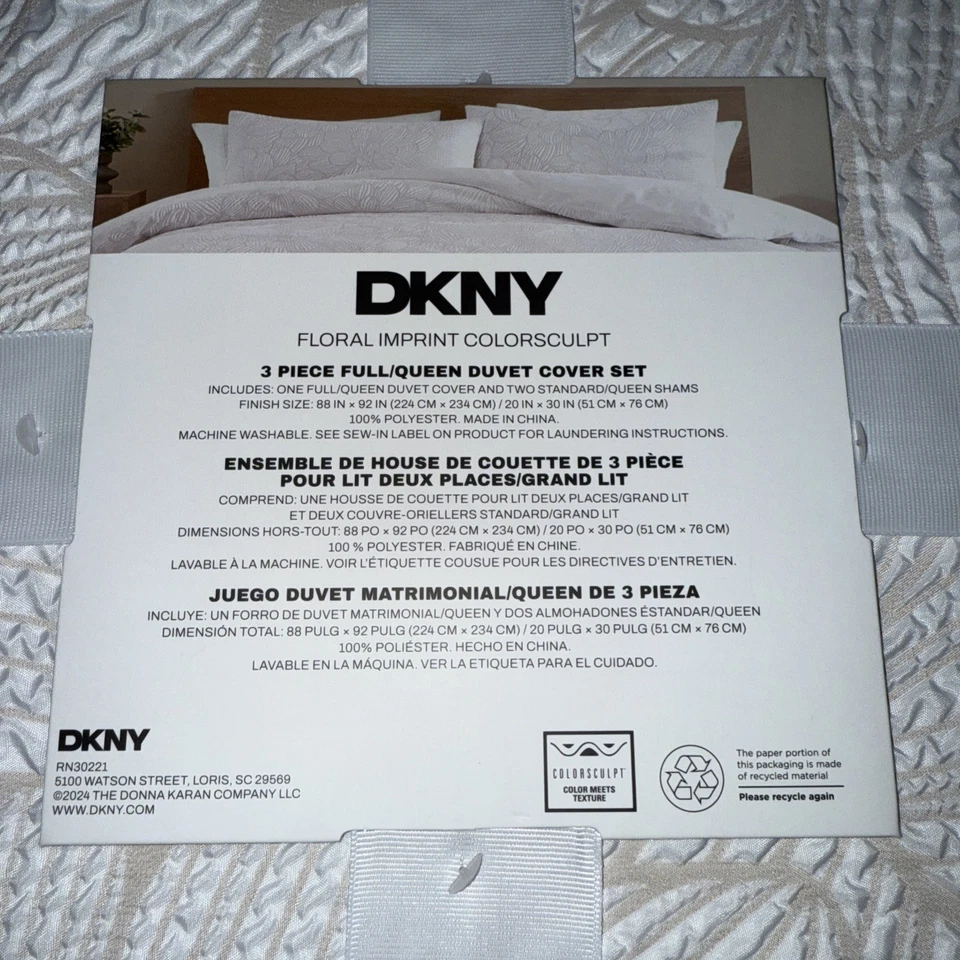 DKNY
FLORAL IMPRINT COLORSCULPT
3 PIECE FULL/QUEEN DUVET COVER SET
INCLUDES: ONE FULL/QUEEN DUVET COVER AND TWO STANDARD/QUEEN SHAMS
FINISH SIZE: 88 IN × 92 IN (224 CM × 234 CM) / 20 IN × 30 IN (51 CM × 76 CM)
100% POLYESTER. MADE IN CHINA.
MACHINE WASHABLE. SEE SEW-IN LABEL ON PRODUCT FOR LAUNDERING INSTRUCTIONS.
ENSEMBLE DE HOUSE DE COUETTE DE 3 PIÈCE
POUR LIT DEUX PLACES/GRAND LIT
COMPREND: UNE HOUSSE DE COUETTE POUR LIT DEUX PLACES/GRAND LIT
ET DEUX COUVRE-ORIELLERS STANDARD/GRAND LIT
DIMENSIONS HORS-TOUT: 88 PO × 92 PO (224 CM × 234 CM) / 20 PO × 30 PO (51 CM × 76 CM)
100 % POLYESTER. FABRIQUÉ EN CHINE.
LAVABLE À LA MACHINE. VOIR L'ÉTIQUETTE COUSUE POUR LES DIRECTIVES D'ENTRETIEN.
JUEGO DUVET MATRIMONIAL/QUEEN DE 3 PIEZA
INCLUYE: UN FORRO DE DUVET MATRIMONIAL/QUEEN Y DOS ALMOHADONES ÉSTANDAR/QUEEN
DIMENSIÓN TOTAL: 88 PULG × 92 PULG (224 CM × 234 CM) / 20 PULG × 30 PULG (51 CM × 76 CM)
100% POLIÉSTER. HECHO EN CHINA.
LAVABLE EN LA MÁQUINA. VER LA ETIQUETA PARA EL CUIDADO.
DKNY
RN30221
5100 WATSON STREET, LORIS, SC 29569
©2024 THE DONNA KARAN COMPANY LLC
WWW.DKNY.COM
COLORSCULPT
COLOR MEETS
TEXTURE
The paper portion of
this packaging is made
of recycled material
Please recycle again